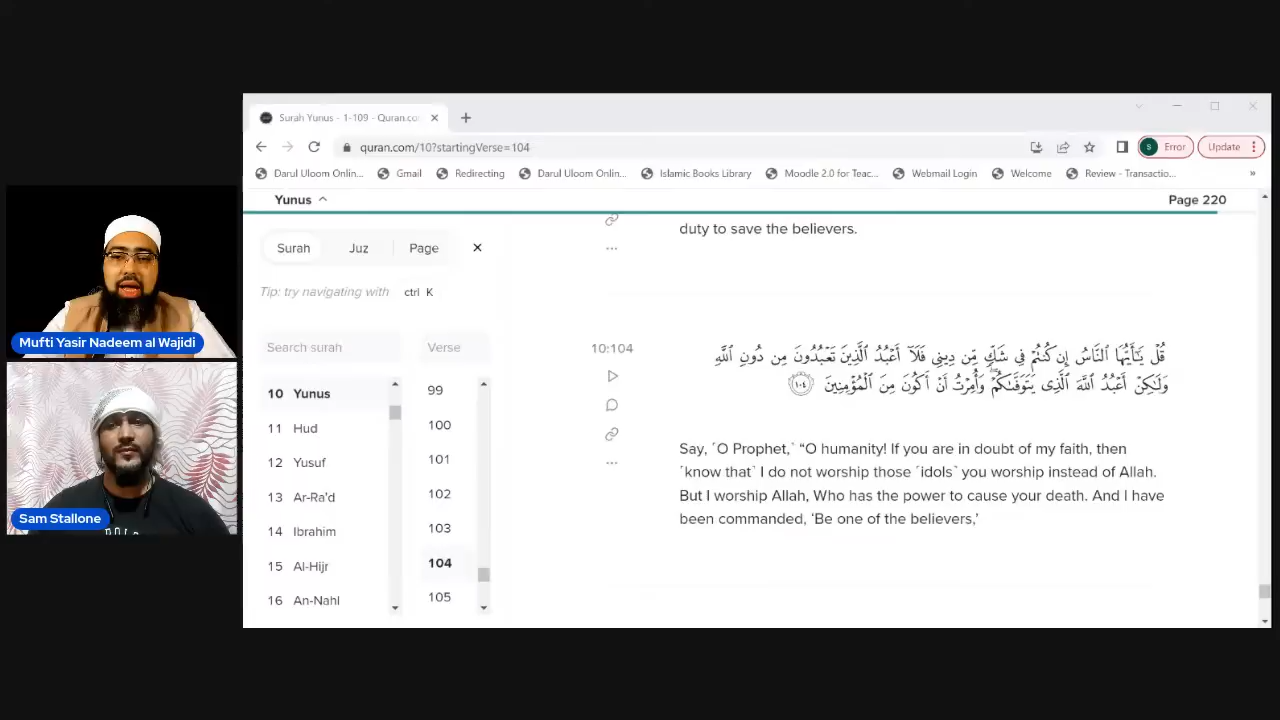 Surah Yunus - 1-109 - Quran.co
quran.com/10?startingVerse=104
S
Error
Update
Darul Uloom Onlin...
Gmail
Redirecting
Darul Uloom Onlin...
Islamic Books Library
Moodle 2.0 for Teac...
Webmail Login
Welcome
Review - Transactio...
»
Yunus
Page 220
Surah
Juz
Page
Tip: try navigating with ctrl K
Search surah
Verse
10 Yunus
11 Hud
12 Yusuf
13 Ar-Ra'd
14 Ibrahim
15 Al-Hijr
16 An-Nahl
99
100
101
102
103
104
105
duty to save the believers.
10:104
قُلْ يَـٰٓأَيُّهَا ٱلنَّاسُ إِن كُنتُمْ فِى شَكٍّۢ مِّن دِينِى فَلَآ أَعْبُدُ ٱلَّذِينَ تَعْبُدُونَ مِن دُونِ ٱللَّهِ
وَلَـٰكِنْ أَعْبُدُ ٱللَّهَ ٱلَّذِى يَتَوَفَّىٰكُمْ ۖ وَأُمِرْتُ أَنْ أَكُونَ مِنَ ٱلْمُؤْمِنِينَ ١٠٤
Say, ˹O Prophet,˺ “O humanity! If you are in doubt of my faith, then
˹know that˺ I do not worship those ˹idols˺ you worship instead of Allah.
But I worship Allah, Who has the power to cause your death. And I have
been commanded, ‘Be one of the believers,’
Mufti Yasir Nadeem al Wajidi
Sam Stallone